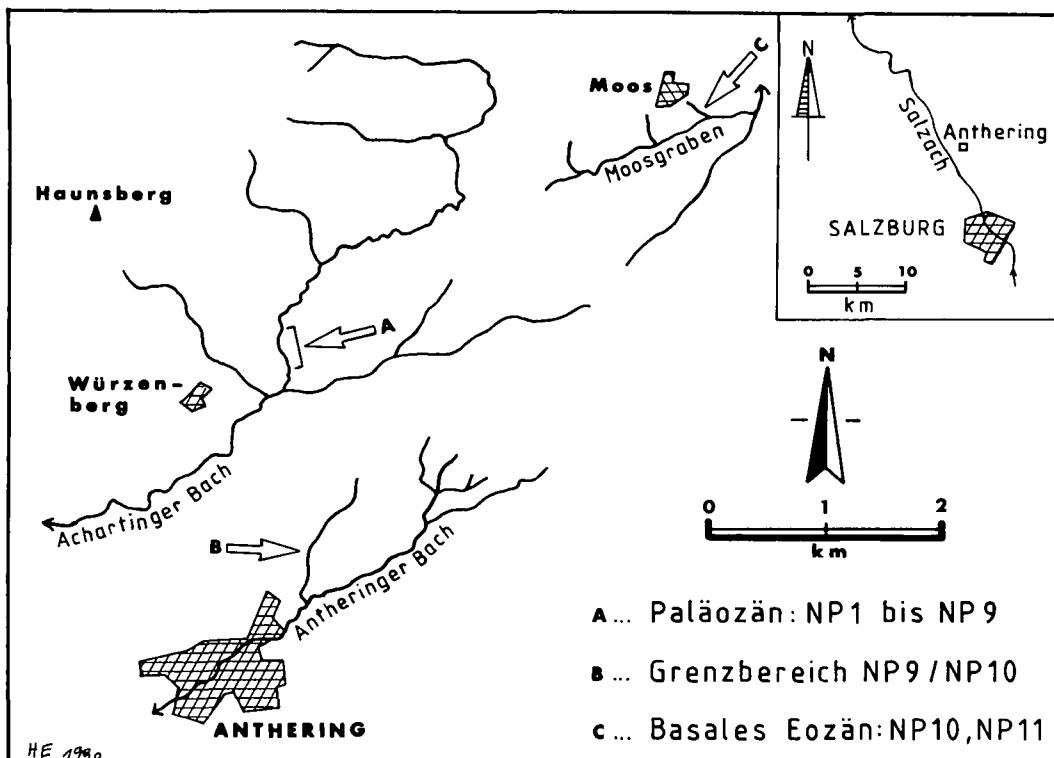 C
Moos
Moosgraben
Haunsberg
A
Würzen-
berg
Achartinger Bach
B
Antheringer Bach
ANTHERING
N
Salzach
Anthering
SALZBURG
0 5 10
km
N
0 1 2
km
A ... Paläozän: NP1 bis NP9
B ... Grenzbereich NP9/NP10
C ... Basales Eozän: NP10, NP11